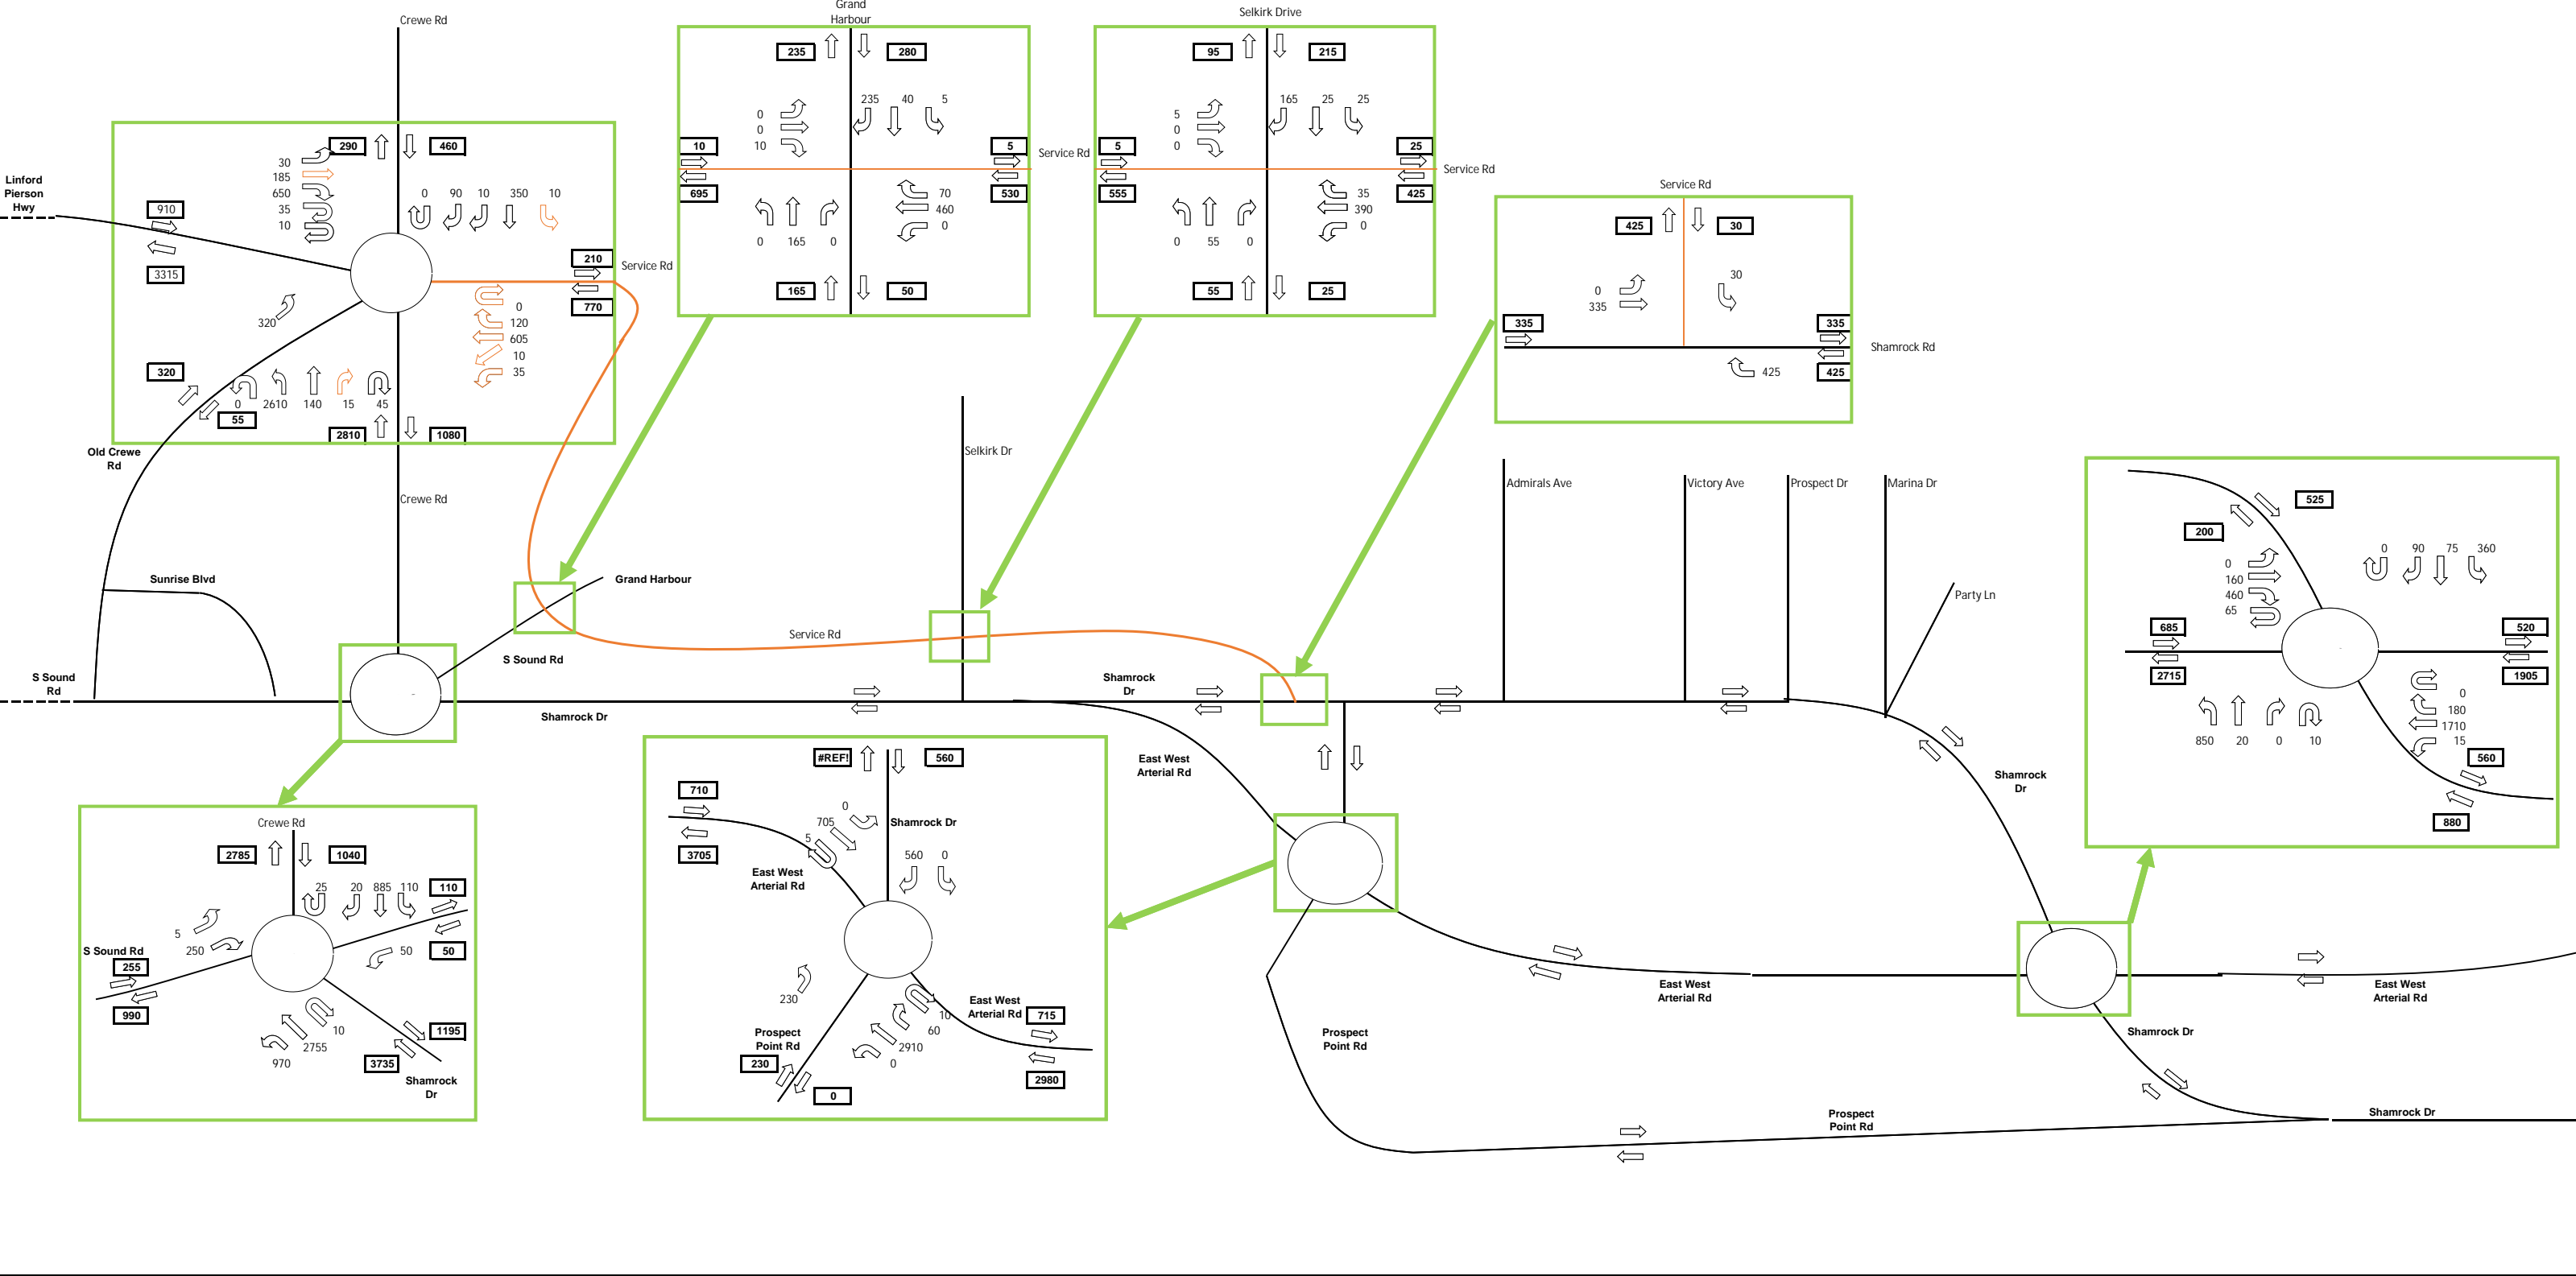 Crewe Rd
290
460
30
185
650
35
10
0 90 10 350 10
Linford
Pierson
Hwy
910
3315
210
Service Rd
770
0
120
605
10
35
320
320
0 2610 140 15 45
55
2810
1080
Old Crewe
Rd
Crewe Rd
Grand
Harbour
235
280
235 40 5
0
0
10
10
5
Service Rd
695
530
70
460
0
0 165 0
165
50
Selkirk Drive
95
215
165 25 25
5
0
0
5
25
Service Rd
555
425
35
390
0
0 55 0
55
25
Service Rd
425
30
30
0
335
335
335
Shamrock Rd
425
425
Selkirk Dr
Admirals Ave
Victory Ave
Prospect Dr
Marina Dr
Party Ln
525
200
0 90 75 360
0
160
460
65
685
520
2715
1905
0
180
1710
15
850 20 0 10
560
880
Sunrise Blvd
Grand Harbour
Service Rd
S Sound Rd
S Sound
Rd
Shamrock Dr
Shamrock
Dr
East West
Arterial Rd
Shamrock
Dr
Crewe Rd
2785
1040
25 20 885 110
110
5
250
S Sound Rd
255
50
50
990
10
2755
970
1195
3735
Shamrock
Dr
#REF!
560
710
0
705
5
Shamrock Dr
3705
560 0
East West
Arterial Rd
230
East West
Arterial Rd
715
10
60
2910
0
Prospect
Point Rd
230
0
2980
East West
Arterial Rd
East West
Arterial Rd
Prospect
Point Rd
Shamrock Dr
Prospect
Point Rd
Shamrock Dr